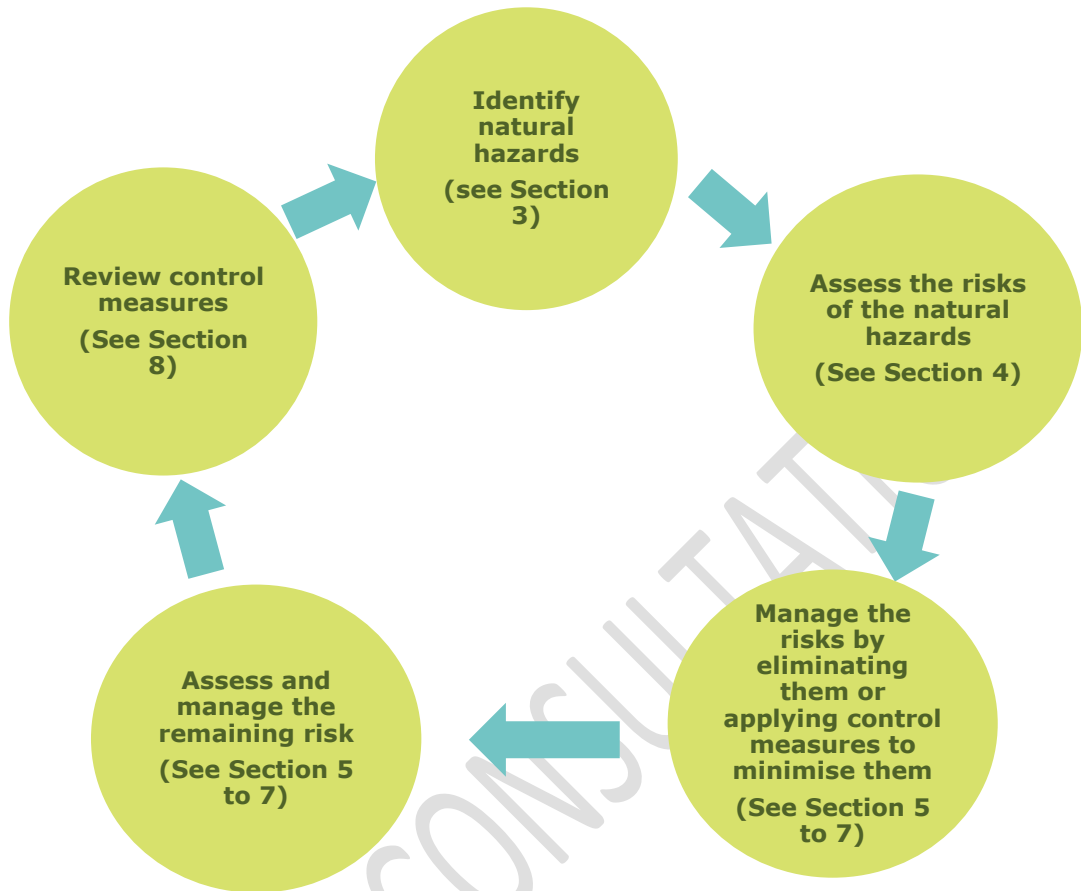 Identify
natural
hazards
(see Section
3)
Assess the risks
of the natural
hazards
(See Section 4)
Manage the
risks by
eliminating
them or
applying control
measures to
minimise them
(See Section 5
to 7)
Assess and
manage the
remaining risk
(See Section 5
to 7)
Review control
measures
(See Section
8)
CONSULTAT